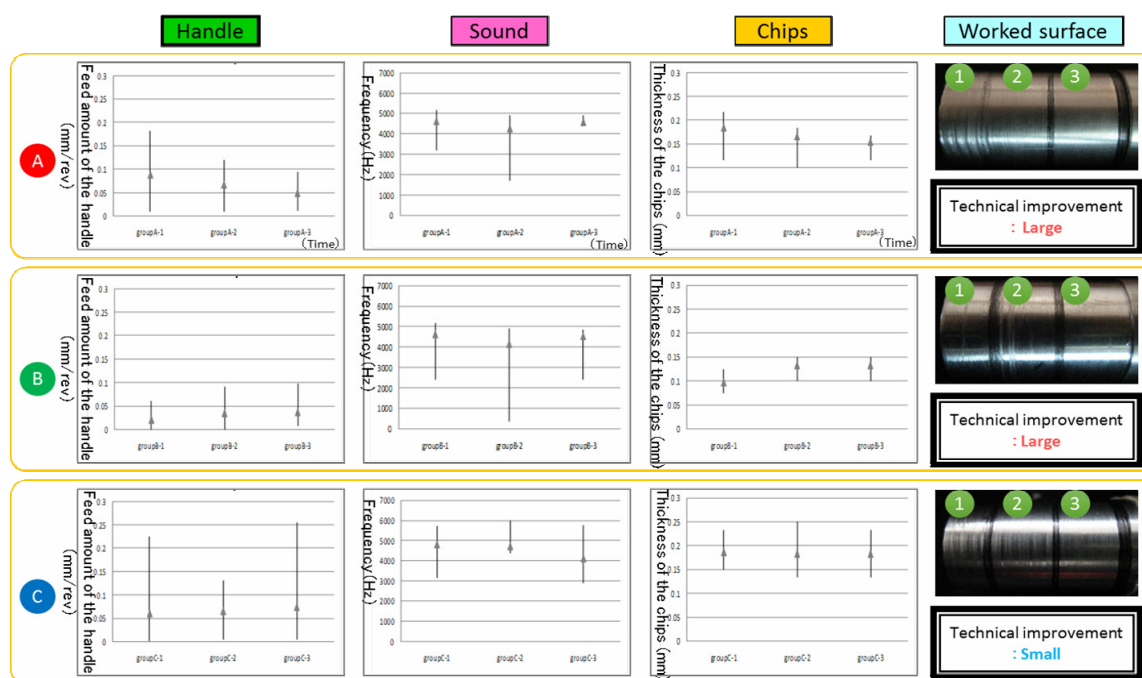 Handle
Sound
Chips
Worked surface
A
Feed amount of the handle
(mm/rev)
0.3
0.25
0.2
0.15
0.1
0.05
0
groupA-1
groupA-2
groupA-3
(Time)
Frequency(Hz)
7000
6000
5000
4000
3000
2000
1000
0
groupA-1
groupA-2
groupA-3
(Time)
Thickness of the chips (mm)
0.3
0.25
0.2
0.15
0.1
0.05
0
groupA-1
groupA-2
groupA-3
(Time)
1 2 3
Technical improvement
: Large
B
Feed amount of the handle
(mm/rev)
0.3
0.25
0.2
0.15
0.1
0.05
0
groupB-1
groupB-2
groupB-3
Frequency(Hz)
7000
6000
5000
4000
3000
2000
1000
0
groupB-1
groupB-2
groupB-3
Thickness of the chips (mm)
0.3
0.25
0.2
0.15
0.1
0.05
0
groupB-1
groupB-2
groupB-3
1 2 3
Technical improvement
: Large
C
Feed amount of the handle
(mm/rev)
0.3
0.25
0.2
0.15
0.1
0.05
0
groupC-1
groupC-2
groupC-3
Frequency(Hz)
7000
6000
5000
4000
3000
2000
1000
0
groupC-1
groupC-2
groupC-3
Thickness of the chips (mm)
0.3
0.25
0.2
0.15
0.1
0.05
0
groupC-1
groupC-2
groupC-3
1 2 3
Technical improvement
: Small